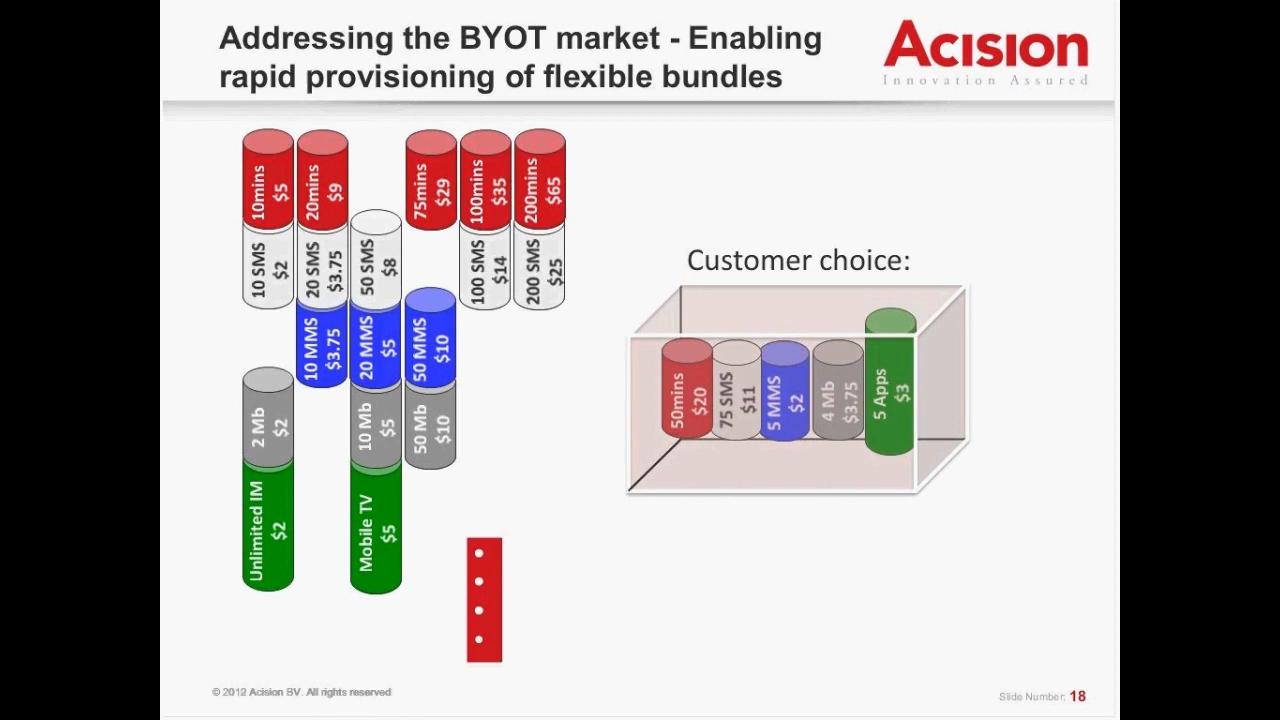 Addressing the BYOT market - Enabling
rapid provisioning of flexible bundles
Acision
Innovation Assured
10mins
$5
20mins
$9
75mins
$29
100mins
$35
200mins
$65
10 SMS
$2
20 SMS
$3.75
50 SMS
$8
100 SMS
$14
200 SMS
$25
10 MMS
$3.75
20 MMS
$5
50 MMS
$10
2 Mb
$2
10 Mb
$5
50 Mb
$10
Unlimited IM
$2
Mobile TV
$5
Customer choice:
50mins
$20
75 SMS
$11
5 MMS
$2
4 Mb
$3.75
5 Apps
$3
© 2012 Acision BV. All rights reserved
Slide Number: 18